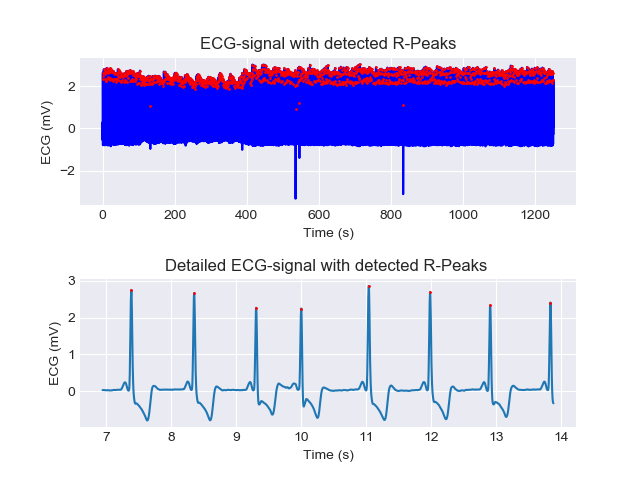 ECG-signal with detected R-Peaks
ECG (mV)
2
0
−2
0 200 400 600 800 1000 1200
Time (s)
Detailed ECG-signal with detected R-Peaks
ECG (mV)
3
2
1
0
7 8 9 10 11 12 13 14
Time (s)